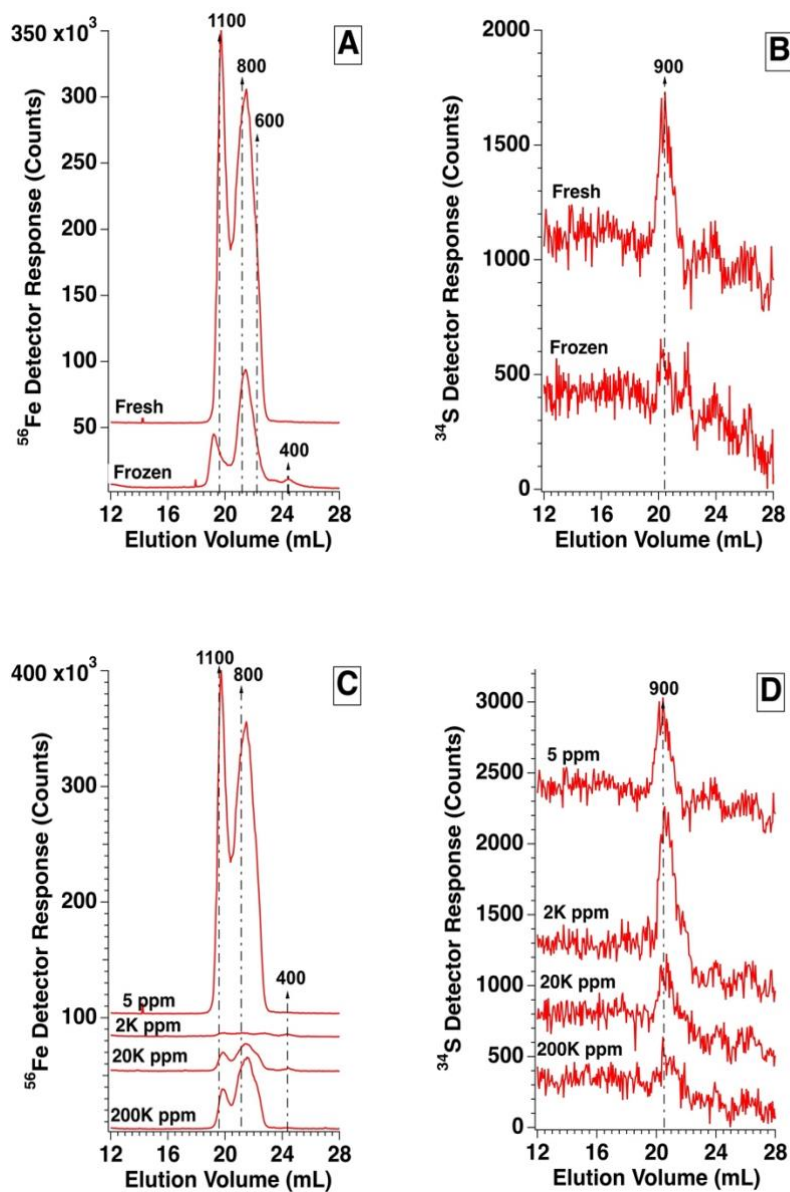 A
350 x10³
300
250
200
150
100
50
⁵⁶Fe Detector Response (Counts)
1100
800
600
400
Fresh
Frozen
12 16 20 24 28
Elution Volume (mL)
B
2000
1500
1000
500
0
³⁴S Detector Response (Counts)
900
Fresh
Frozen
12 16 20 24 28
Elution Volume (mL)
C
400 x10³
300
200
100
⁵⁶Fe Detector Response (Counts)
1100
800
400
5 ppm
2K ppm
20K ppm
200K ppm
12 16 20 24 28
Elution Volume (mL)
D
3000
2500
2000
1500
1000
500
0
³⁴S Detector Response (Counts)
900
5 ppm
2K ppm
20K ppm
200K ppm
12 16 20 24 28
Elution Volume (mL)